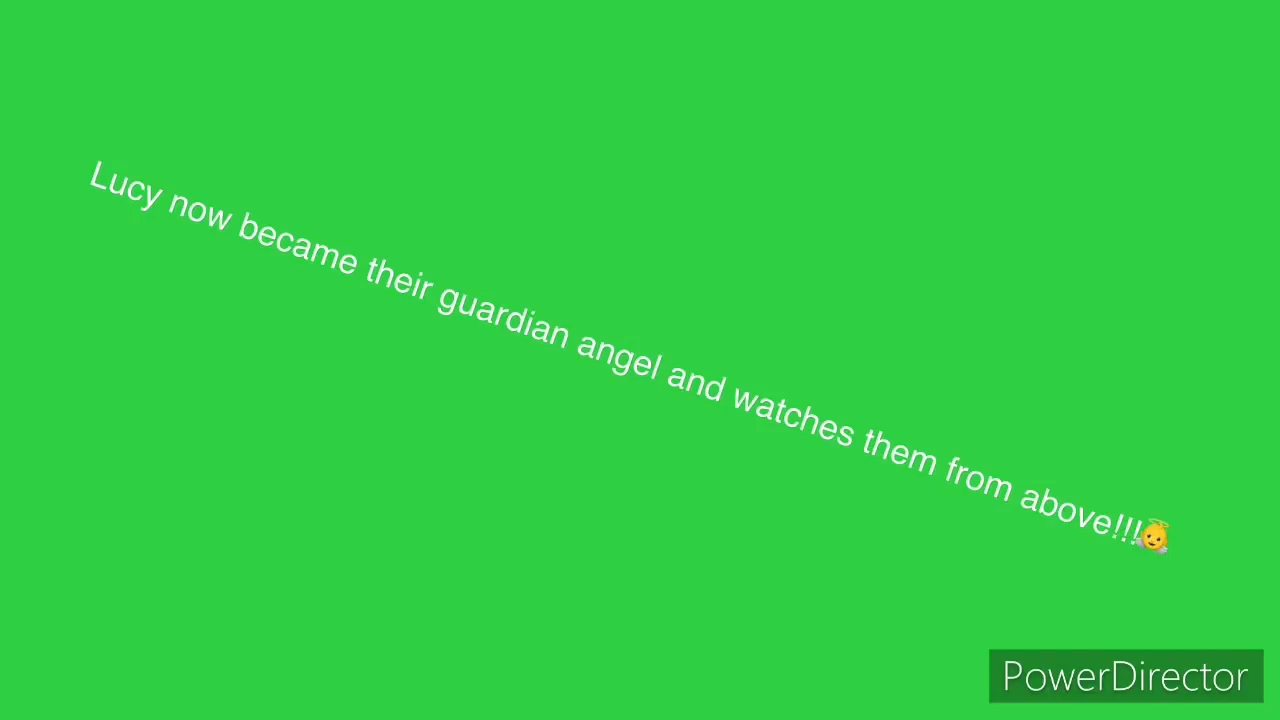 Lucy now became their guardian angel and watches them from above!!!👼
PowerDirector